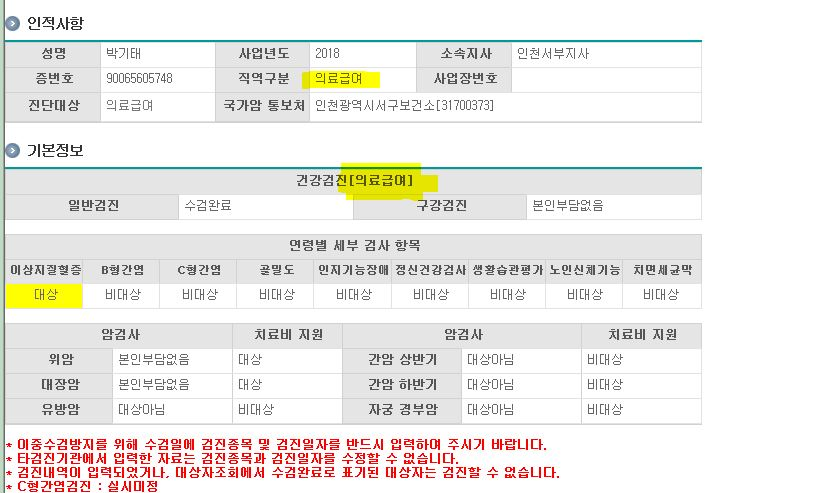 인적사항
성명 박기태 사업년도 2018 소속지사 인천서부지사
증번호 90065605748 직역구분 의료급여 사업장번호
진단대상 의료급여 국가암 통보처 인천광역시서구보건소[31700373]
기본정보
건강검진[의료급여]
일반검진 수검완료 구강검진 본인부담없음
연령별 세부 검사 항목
이상지질혈증 B형간염 C형간염 골밀도 인지기능장애 정신건강검사 생활습관평가 노인신체기능 치면세균막
대상 비대상 비대상 비대상 비대상 비대상 비대상 비대상 비대상
암검사 치료비 지원 암검사 치료비 지원
위암 본인부담없음 대상 간암 상반기 대상아님 비대상
대장암 본인부담없음 대상 간암 하반기 대상아님 비대상
유방암 대상아님 비대상 자궁 경부암 대상아님 비대상
* 이중수검방지를 위해 수검일에 검진종목 및 검진일자를 반드시 입력하여 주시기 바랍니다.
* 타검진기관에서 입력한 자료는 검진종목과 검진일자를 수정할 수 없습니다.
* 검진내역이 입력되었거나, 대상자조회에서 수검완료로 표기된 대상자는 검진할 수 없습니다.
* C형간염검진 : 실시미정